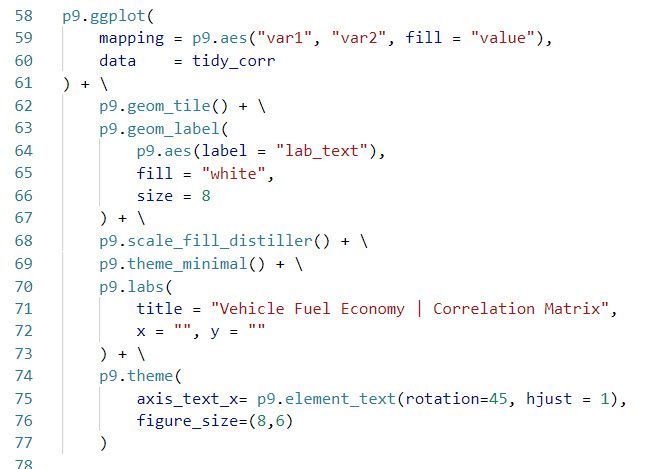 58 p9.ggplot(
59     mapping = p9.aes("var1", "var2", fill = "value"),
60     data    = tidy_corr
61 ) + \
62     p9.geom_tile() + \
63     p9.geom_label(
64         p9.aes(label = "lab_text"),
65         fill = "white",
66         size = 8
67     ) + \
68     p9.scale_fill_distiller() + \
69     p9.theme_minimal() + \
70     p9.labs(
71         title = "Vehicle Fuel Economy | Correlation Matrix",
72         x = "", y = ""
73     ) + \
74     p9.theme(
75         axis_text_x= p9.element_text(rotation=45, hjust = 1),
76         figure_size=(8,6)
77     )
78